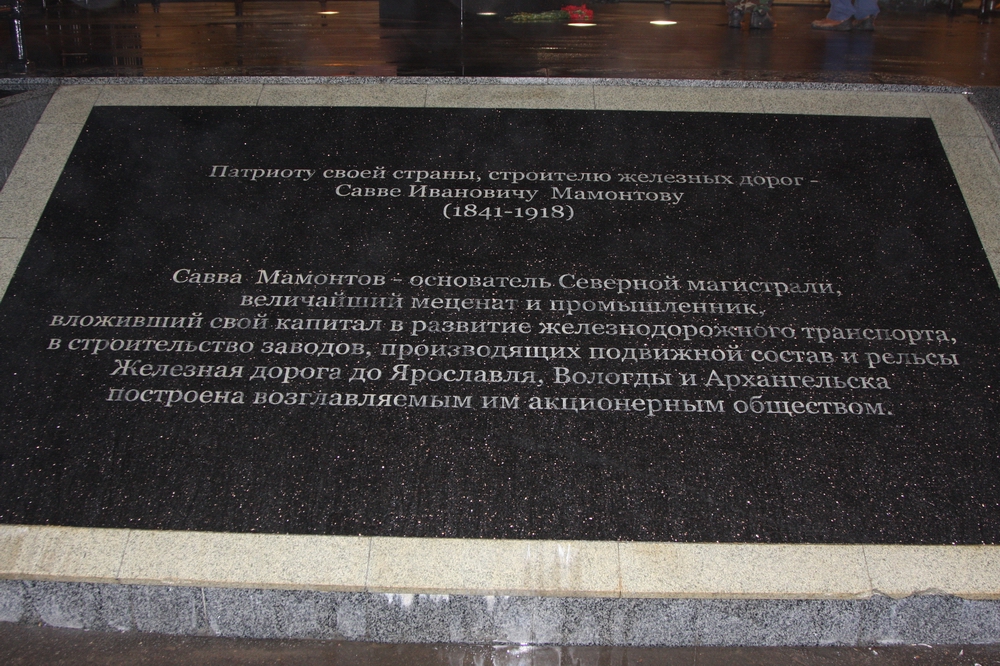 Патриоту своей страны, строителю железных дорог -
Савве Ивановичу Мамонтову
(1841-1918)
Савва Мамонтов - основатель Северной магистрали,
величайший меценат и промышленник,
вложивший свой капитал в развитие железнодорожного транспорта,
в строительство заводов, производящих подвижной состав и рельсы
Железная дорога до Ярославля, Вологды и Архангельска
построена возглавляемым им акционерным обществом.